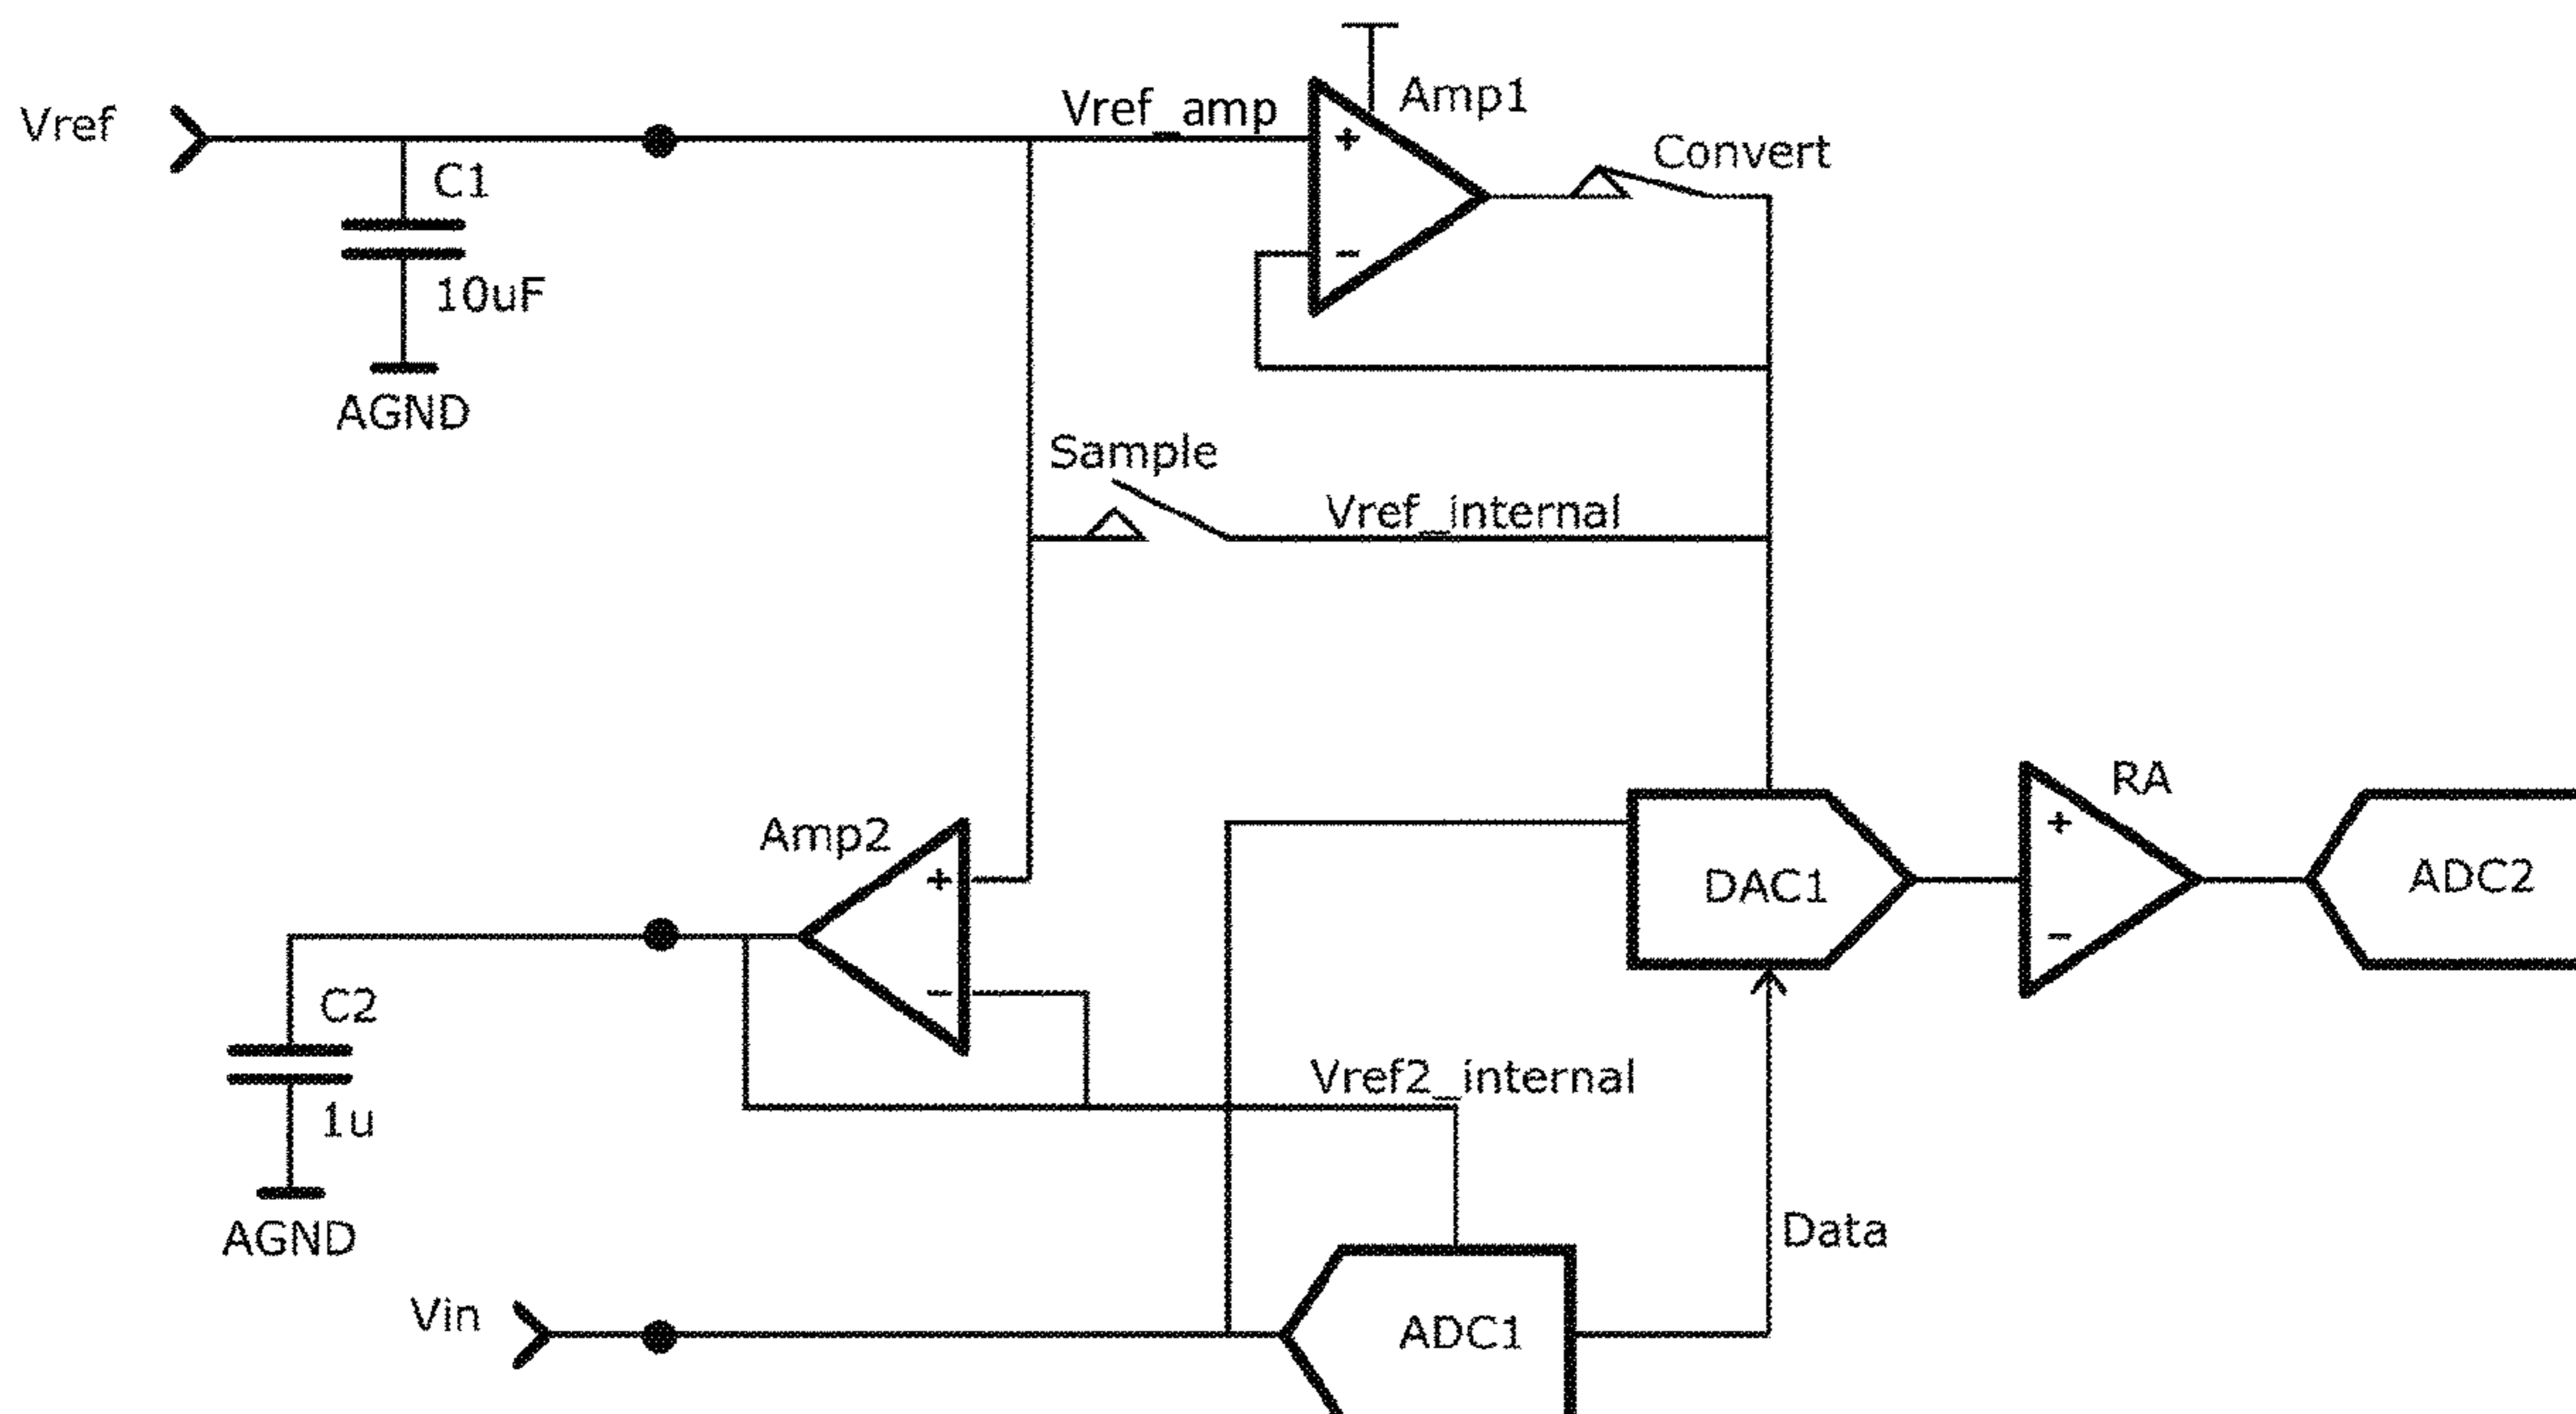 Vref
Vref_amp
Amp1
Convert
C1
10uF
AGND
Sample
Vref_internal
Amp2
RA
DAC1
ADC2
C2
1u
AGND
Vref2_internal
Data
Vin
ADC1
+
-
+
-
+
-